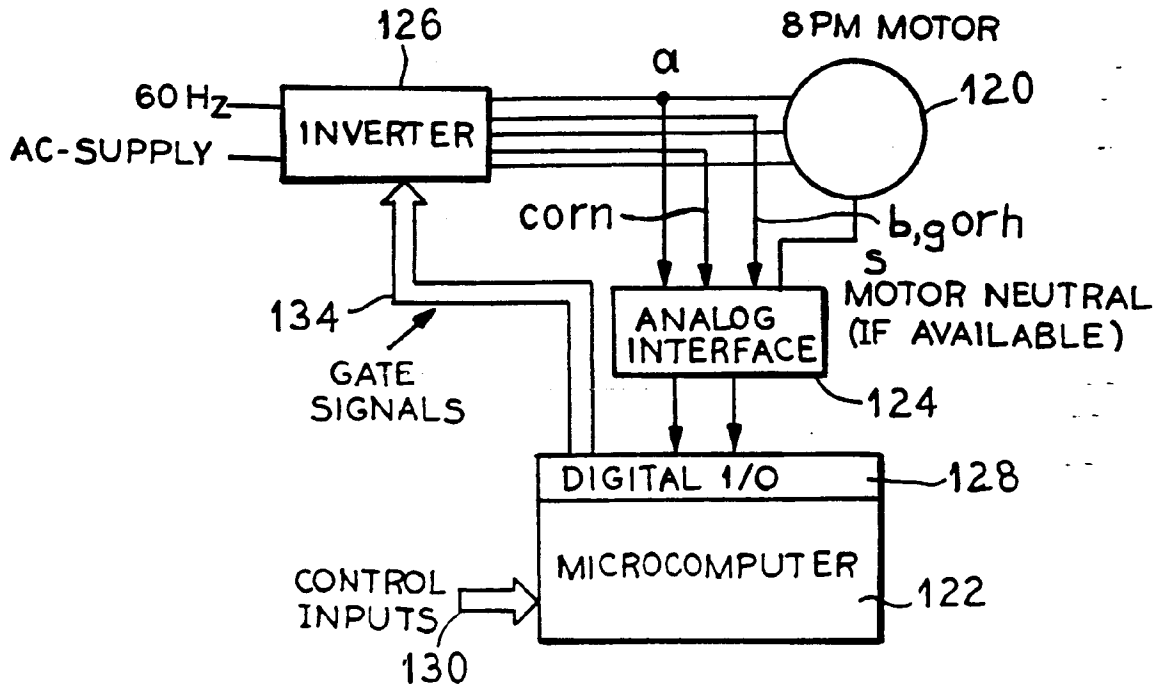 8PM MOTOR
126
a
120
60 Hz
AC-SUPPLY
INVERTER
corn
b,g orh
s
MOTOR NEUTRAL
(IF AVAILABLE)
134
GATE
SIGNALS
ANALOG
INTERFACE
124
DIGITAL I/O
128
MICROCOMPUTER
122
CONTROL
INPUTS
130